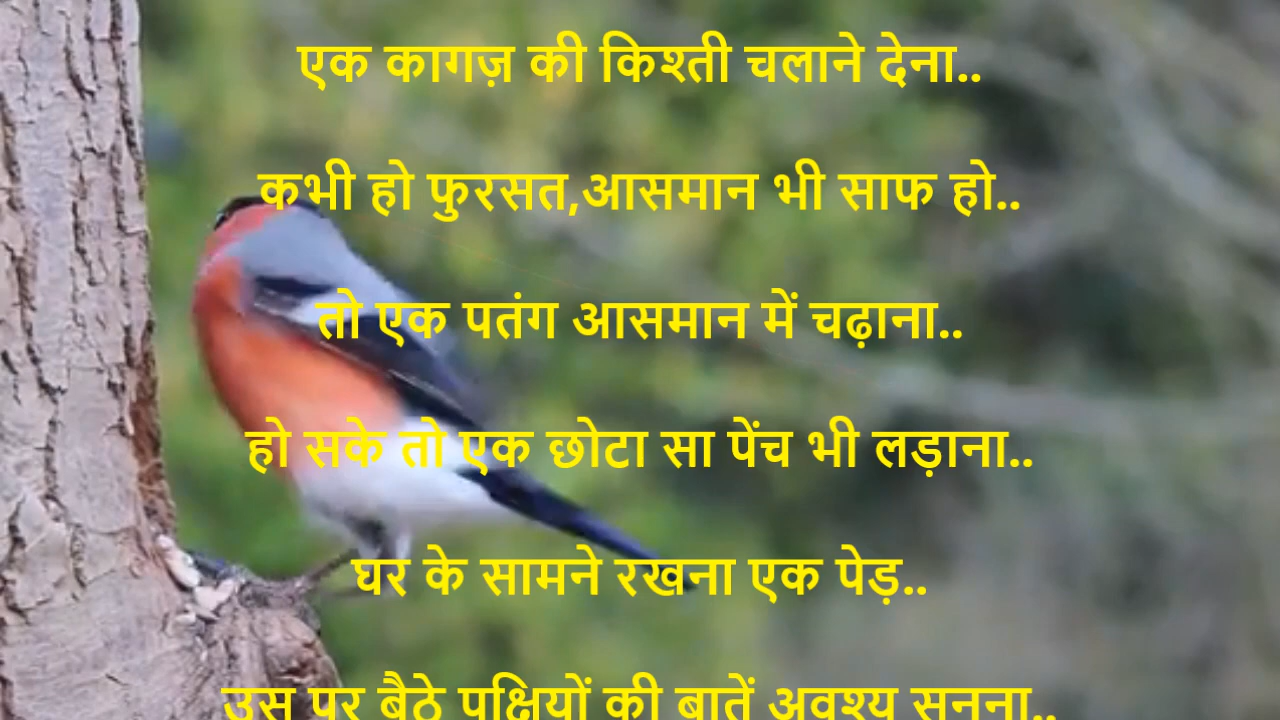 एक कागज़ की किश्ती चलाने देना..
कभी हो फुरसत,आसमान भी साफ हो..
तो एक पतंग आसमान में चढ़ाना..
हो सके तो एक छोटा सा पेंच भी लड़ाना..
घर के सामने रखना एक पेड़..
उस पर बैठे पक्षियों की बातें अवश्य सुनना..